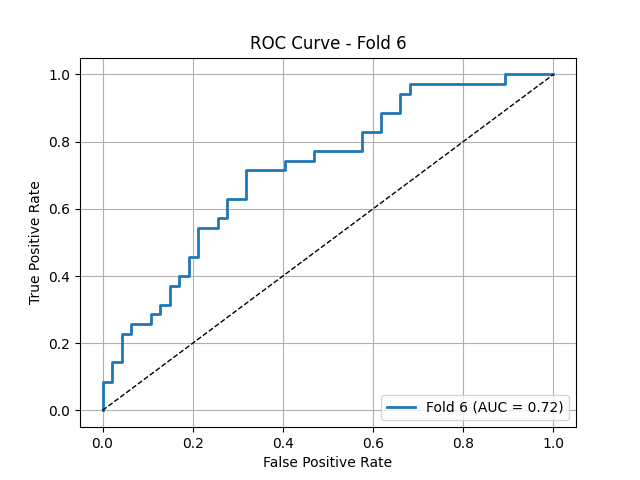 ROC Curve - Fold 6
True Positive Rate
1.0
0.8
0.6
0.4
0.2
0.0
Fold 6 (AUC = 0.72)
0.0 0.2 0.4 0.6 0.8 1.0
False Positive Rate